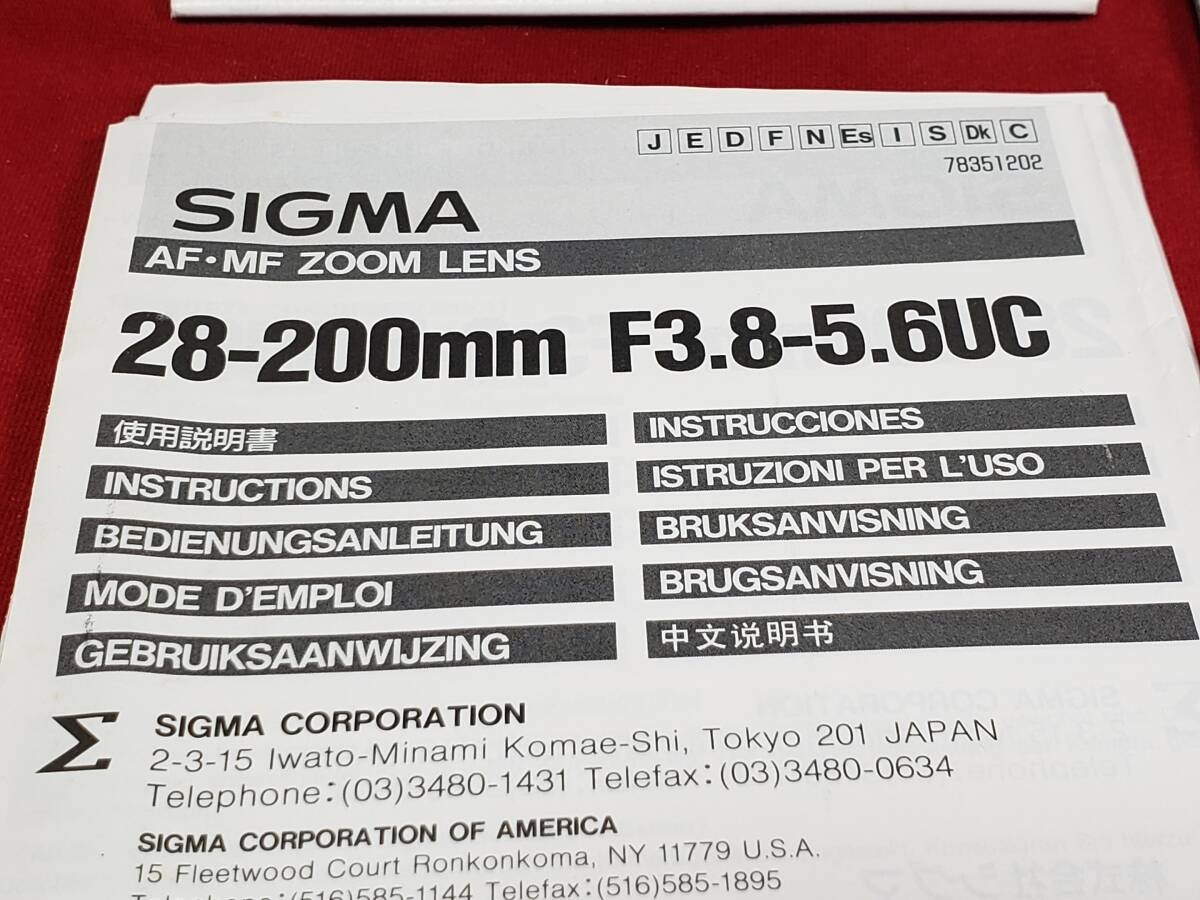 J E D F N Es I S Dk C
78351202
SIGMA
AF・MF ZOOM LENS
28-200mm F3.8-5.6UC
使用説明書
INSTRUCTIONS
BEDIENUNGSANLEITUNG
MODE D'EMPLOI
GEBRUIKSAANWIJZING
INSTRUCCIONES
ISTRUZIONI PER L'USO
BRUKSANVISNING
BRUGSANVISNING
中文说明书
SIGMA CORPORATION
2-3-15 Iwato-Minami Komae-Shi, Tokyo 201 JAPAN
Telephone:(03)3480-1431 Telefax:(03)3480-0634
SIGMA CORPORATION OF AMERICA
15 Fleetwood Court Ronkonkoma, NY 11779 U.S.A.
Telephone:(516)585-1144 Telefax:(516)585-1895